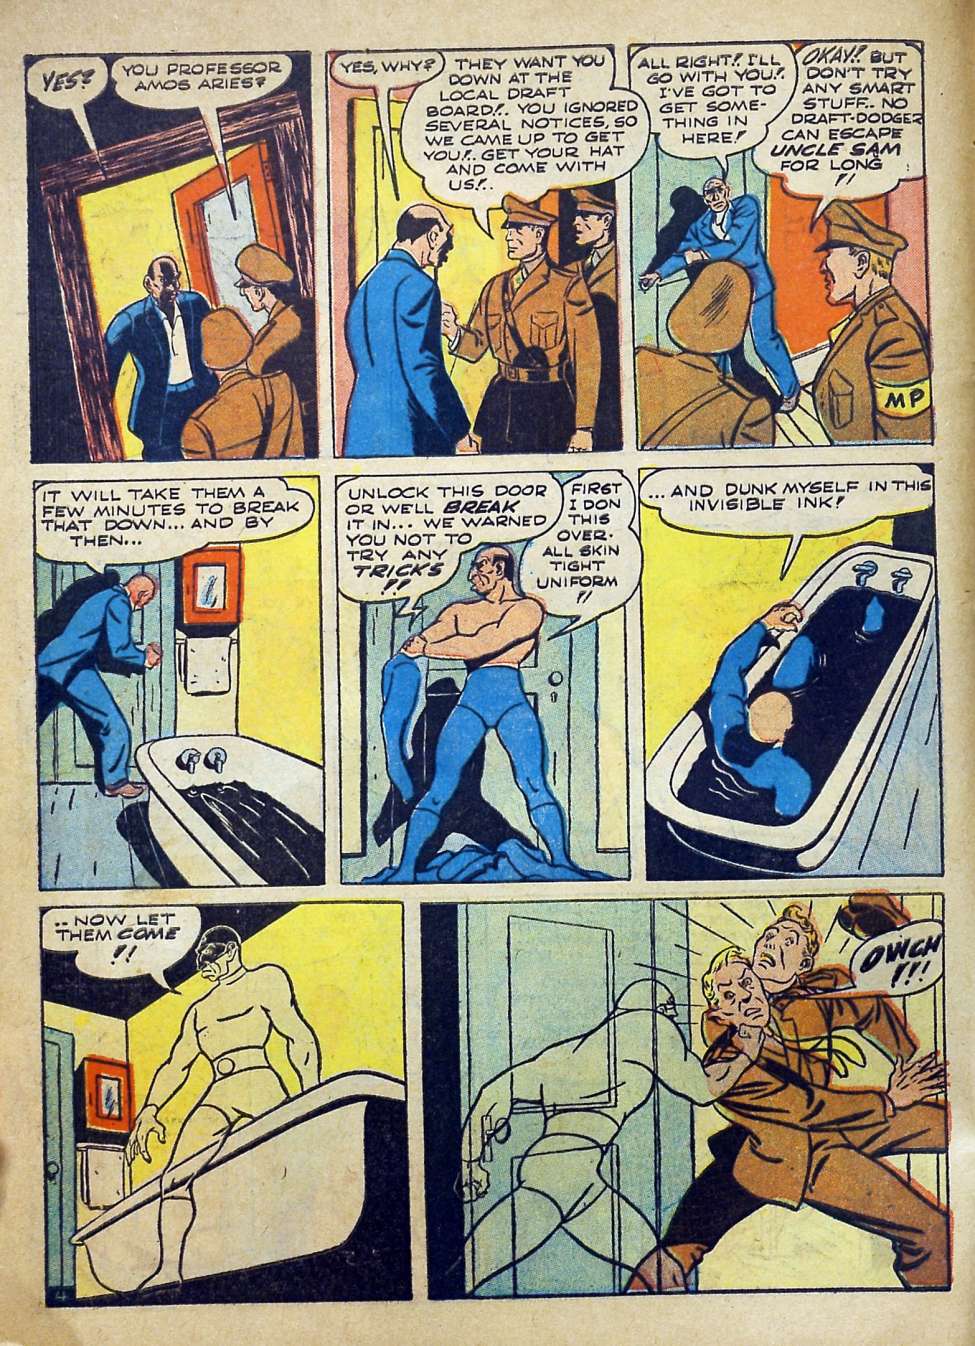 YES?
YOU PROFESSOR
AMOS ARIES?
YES, WHY?
THEY WANT YOU
DOWN AT THE
LOCAL DRAFT
BOARD!.. YOU IGNORED
SEVERAL NOTICES, SO
WE CAME UP TO GET
YOU!.. GET YOUR HAT
AND COME WITH
US!..
ALL RIGHT! I'LL
GO WITH YOU!.
I'VE GOT TO
GET SOME-
THING IN
HERE!
OKAY! BUT
DON'T TRY
ANY SMART
STUFF.. NO
DRAFT-DODGER
CAN ESCAPE
UNCLE SAM
FOR LONG
?!
MP
IT WILL TAKE THEM A
FEW MINUTES TO BREAK
THAT DOWN... AND BY
THEN...
UNLOCK THIS DOOR
OR WE'LL BREAK
IT IN... WE WARNED
YOU NOT TO
TRY ANY
TRICKS
!!
FIRST
I DON
THIS
OVER-
ALL SKIN
TIGHT
UNIFORM
?!
...AND DUNK MYSELF IN THIS
INVISIBLE INK!
..NOW LET
THEM COME
!!
OWGH
!!!
4